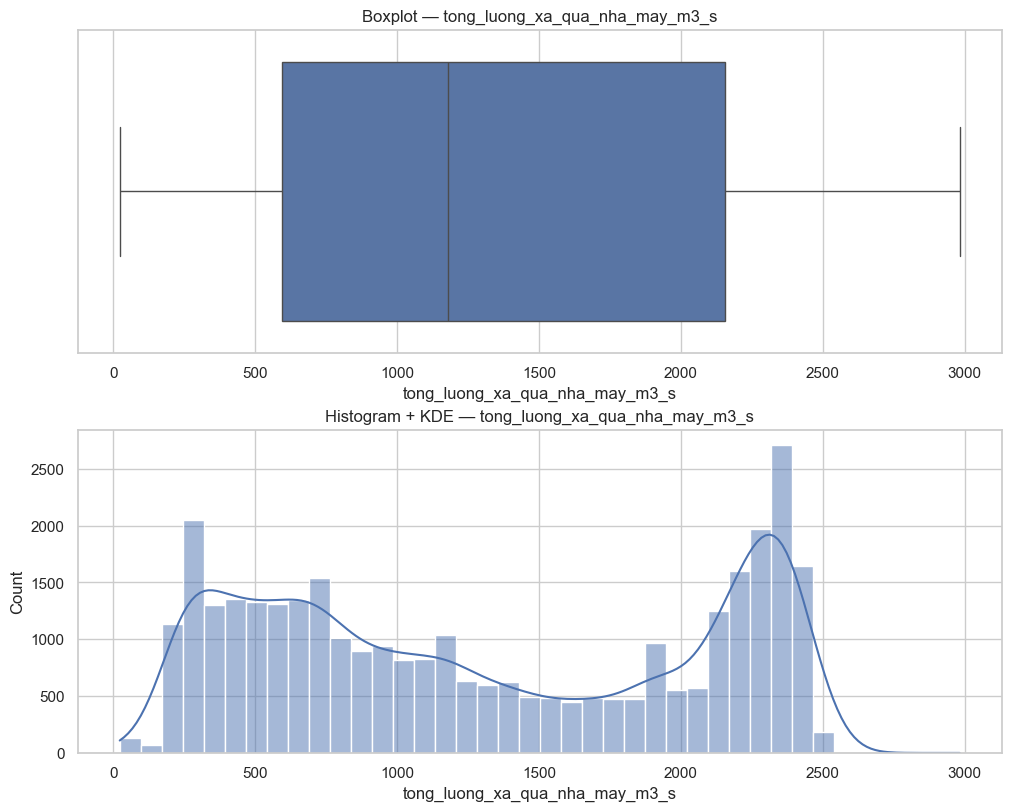 Boxplot — tong_luong_xa_qua_nha_may_m3_s
0 500 1000 1500 2000 2500 3000
tong_luong_xa_qua_nha_may_m3_s
Histogram + KDE — tong_luong_xa_qua_nha_may_m3_s
2500
2000
1500
1000
500
0
Count
0 500 1000 1500 2000 2500 3000
tong_luong_xa_qua_nha_may_m3_s